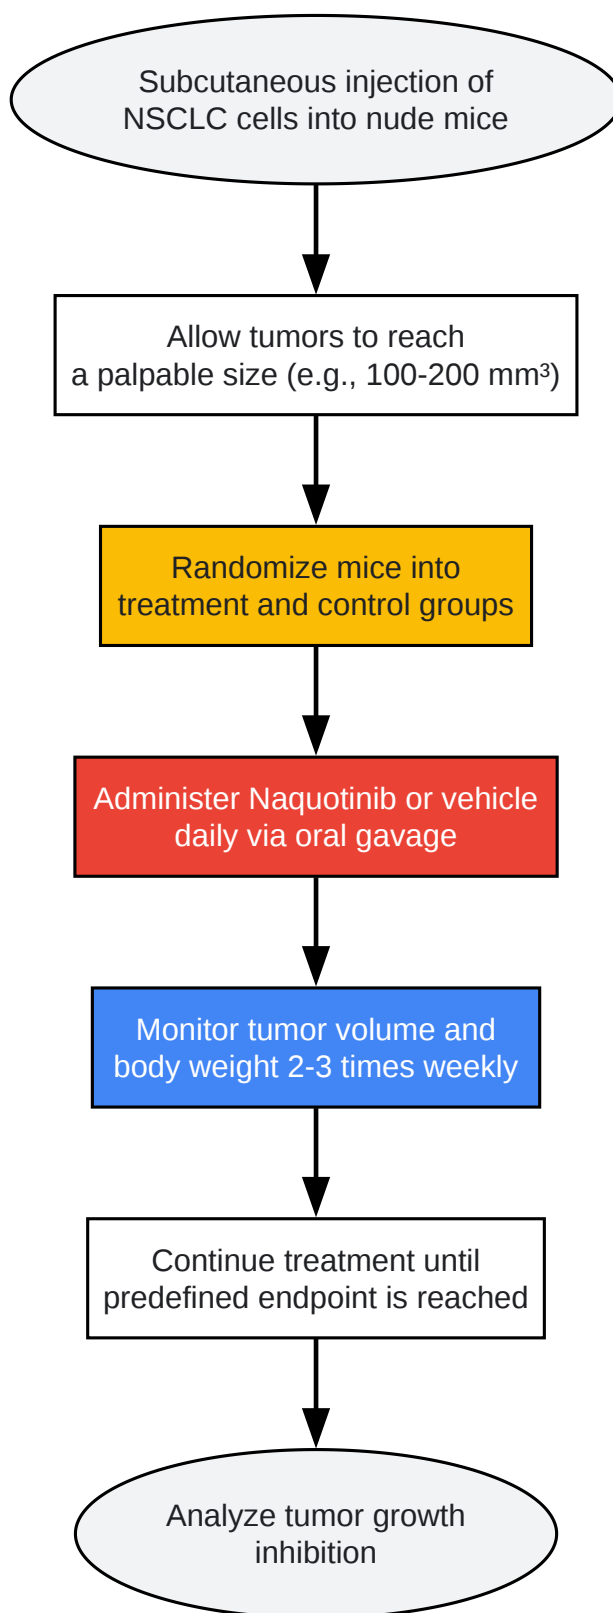 Subcutaneous injection of
NSCLC cells into nude mice
Allow tumors to reach
a palpable size (e.g., 100-200 mm³)
Randomize mice into
treatment and control groups
Administer Naquotinib or vehicle
daily via oral gavage
Monitor tumor volume and
body weight 2-3 times weekly
Continue treatment until
predefined endpoint is reached
Analyze tumor growth
inhibition